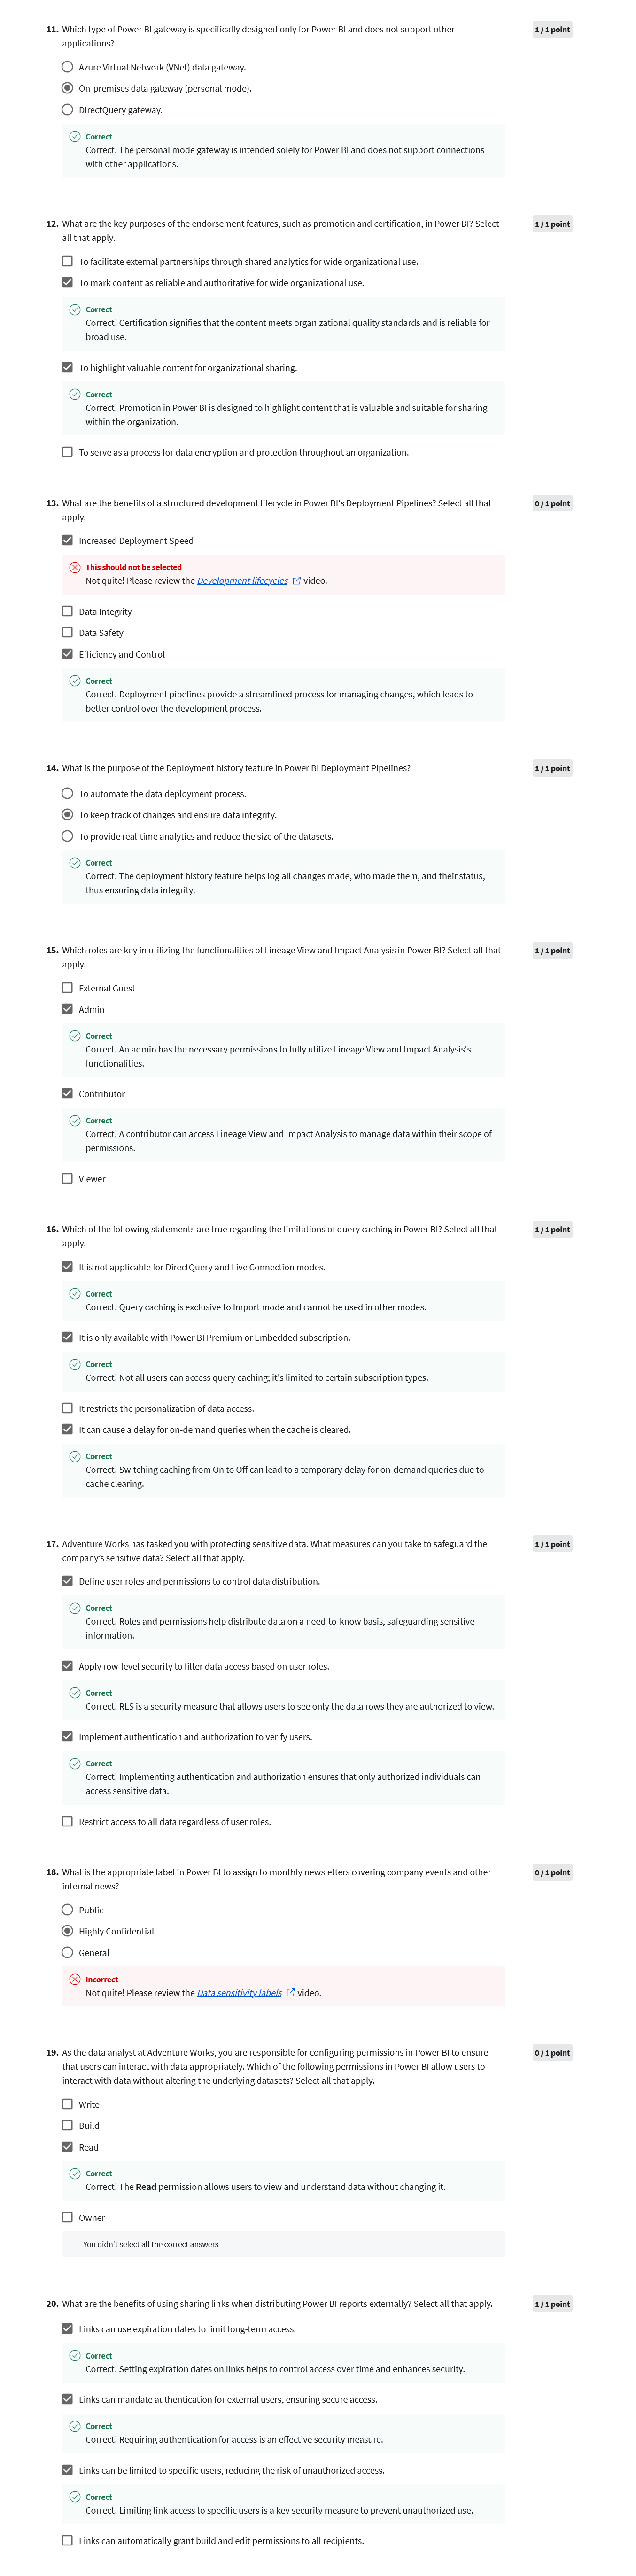 11. Which type of Power BI gateway is specifically designed only for Power BI and does not support other
applications?
1 / 1 point
Azure Virtual Network (VNet) data gateway.
On-premises data gateway (personal mode).
DirectQuery gateway.
Correct
Correct! The personal mode gateway is intended solely for Power BI and does not support connections
with other applications.
12. What are the key purposes of the endorsement features, such as promotion and certification, in Power BI? Select
all that apply.
1 / 1 point
To facilitate external partnerships through shared analytics for wide organizational use.
To mark content as reliable and authoritative for wide organizational use.
Correct
Correct! Certification signifies that the content meets organizational quality standards and is reliable for
broad use.
To highlight valuable content for organizational sharing.
Correct
Correct! Promotion in Power BI is designed to highlight content that is valuable and suitable for sharing
within the organization.
To serve as a process for data encryption and protection throughout an organization.
13. What are the benefits of a structured development lifecycle in Power BI's Deployment Pipelines? Select all that
apply.
0 / 1 point
Increased Deployment Speed
This should not be selected
Not quite! Please review the Development lifecycles video.
Data Integrity
Data Safety
Efficiency and Control
Correct
Correct! Deployment pipelines provide a streamlined process for managing changes, which leads to
better control over the development process.
14. What is the purpose of the Deployment history feature in Power BI Deployment Pipelines?
1 / 1 point
To automate the data deployment process.
To keep track of changes and ensure data integrity.
To provide real-time analytics and reduce the size of the datasets.
Correct
Correct! The deployment history feature helps log all changes made, who made them, and their status,
thus ensuring data integrity.
15. Which roles are key in utilizing the functionalities of Lineage View and Impact Analysis in Power BI? Select all that
apply.
1 / 1 point
External Guest
Admin
Correct
Correct! An admin has the necessary permissions to fully utilize Lineage View and Impact Analysis's
functionalities.
Contributor
Correct
Correct! A contributor can access Lineage View and Impact Analysis to manage data within their scope of
permissions.
Viewer
16. Which of the following statements are true regarding the limitations of query caching in Power BI? Select all that
apply.
1 / 1 point
It is not applicable for DirectQuery and Live Connection modes.
Correct
Correct! Query caching is exclusive to Import mode and cannot be used in other modes.
It is only available with Power BI Premium or Embedded subscription.
Correct
Correct! Not all users can access query caching; it's limited to certain subscription types.
It restricts the personalization of data access.
It can cause a delay for on-demand queries when the cache is cleared.
Correct
Correct! Switching caching from On to Off can lead to a temporary delay for on-demand queries due to
cache clearing.
17. Adventure Works has tasked you with protecting sensitive data. What measures can you take to safeguard the
company's sensitive data? Select all that apply.
1 / 1 point
Define user roles and permissions to control data distribution.
Correct
Correct! Roles and permissions help distribute data on a need-to-know basis, safeguarding sensitive
information.
Apply row-level security to filter data access based on user roles.
Correct
Correct! RLS is a security measure that allows users to see only the data rows they are authorized to view.
Implement authentication and authorization to verify users.
Correct
Correct! Implementing authentication and authorization ensures that only authorized individuals can
access sensitive data.
Restrict access to all data regardless of user roles.
18. What is the appropriate label in Power BI to assign to monthly newsletters covering company events and other
internal news?
0 / 1 point
Public
Highly Confidential
General
Incorrect
Not quite! Please review the Data sensitivity labels video.
19. As the data analyst at Adventure Works, you are responsible for configuring permissions in Power BI to ensure
that users can interact with data appropriately. Which of the following permissions in Power BI allow users to
interact with data without altering the underlying datasets? Select all that apply.
0 / 1 point
Write
Build
Read
Correct
Correct! The Read permission allows users to view and understand data without changing it.
Owner
You didn't select all the correct answers
20. What are the benefits of using sharing links when distributing Power BI reports externally? Select all that apply.
1 / 1 point
Links can use expiration dates to limit long-term access.
Correct
Correct! Setting expiration dates on links helps to control access over time and enhances security.
Links can mandate authentication for external users, ensuring secure access.
Correct
Correct! Requiring authentication for access is an effective security measure.
Links can be limited to specific users, reducing the risk of unauthorized access.
Correct
Correct! Limiting link access to specific users is a key security measure to prevent unauthorized use.
Links can automatically grant build and edit permissions to all recipients.